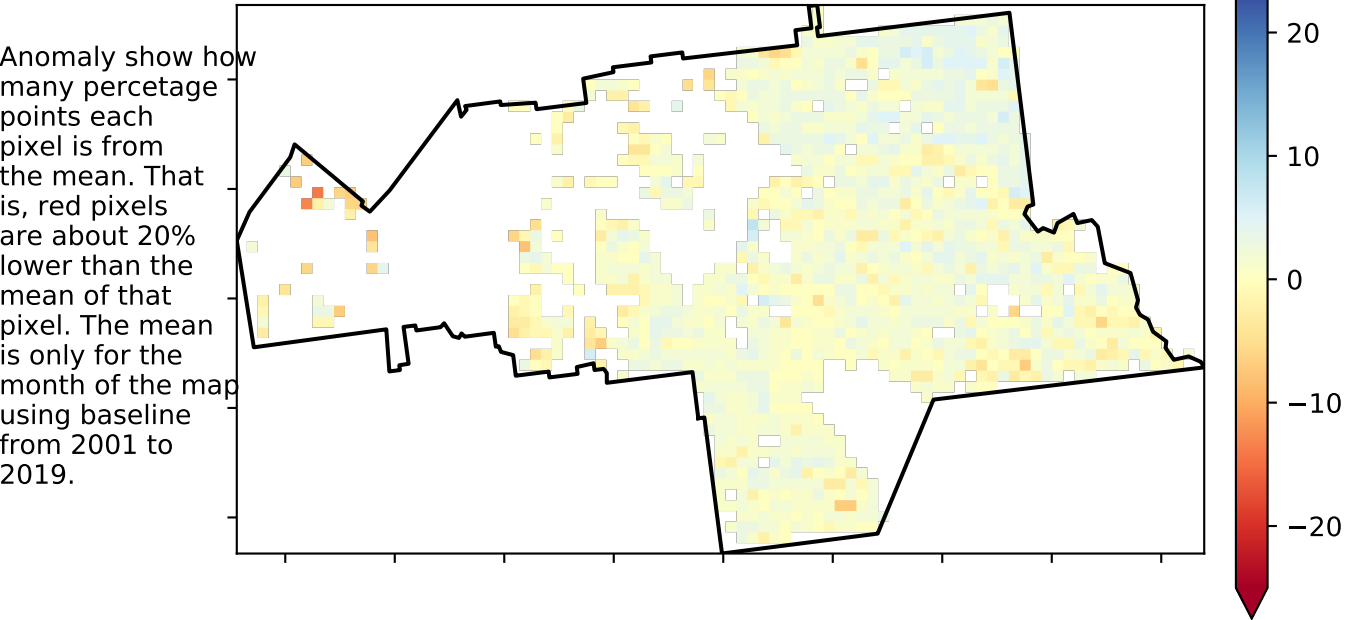 Anomaly show how
many percetage
points each
pixel is from
the mean. That
is, red pixels
are about 20%
lower than the
mean of that
pixel. The mean
is only for the
month of the map
using baseline
from 2001 to
2019.
20
10
0
−10
−20